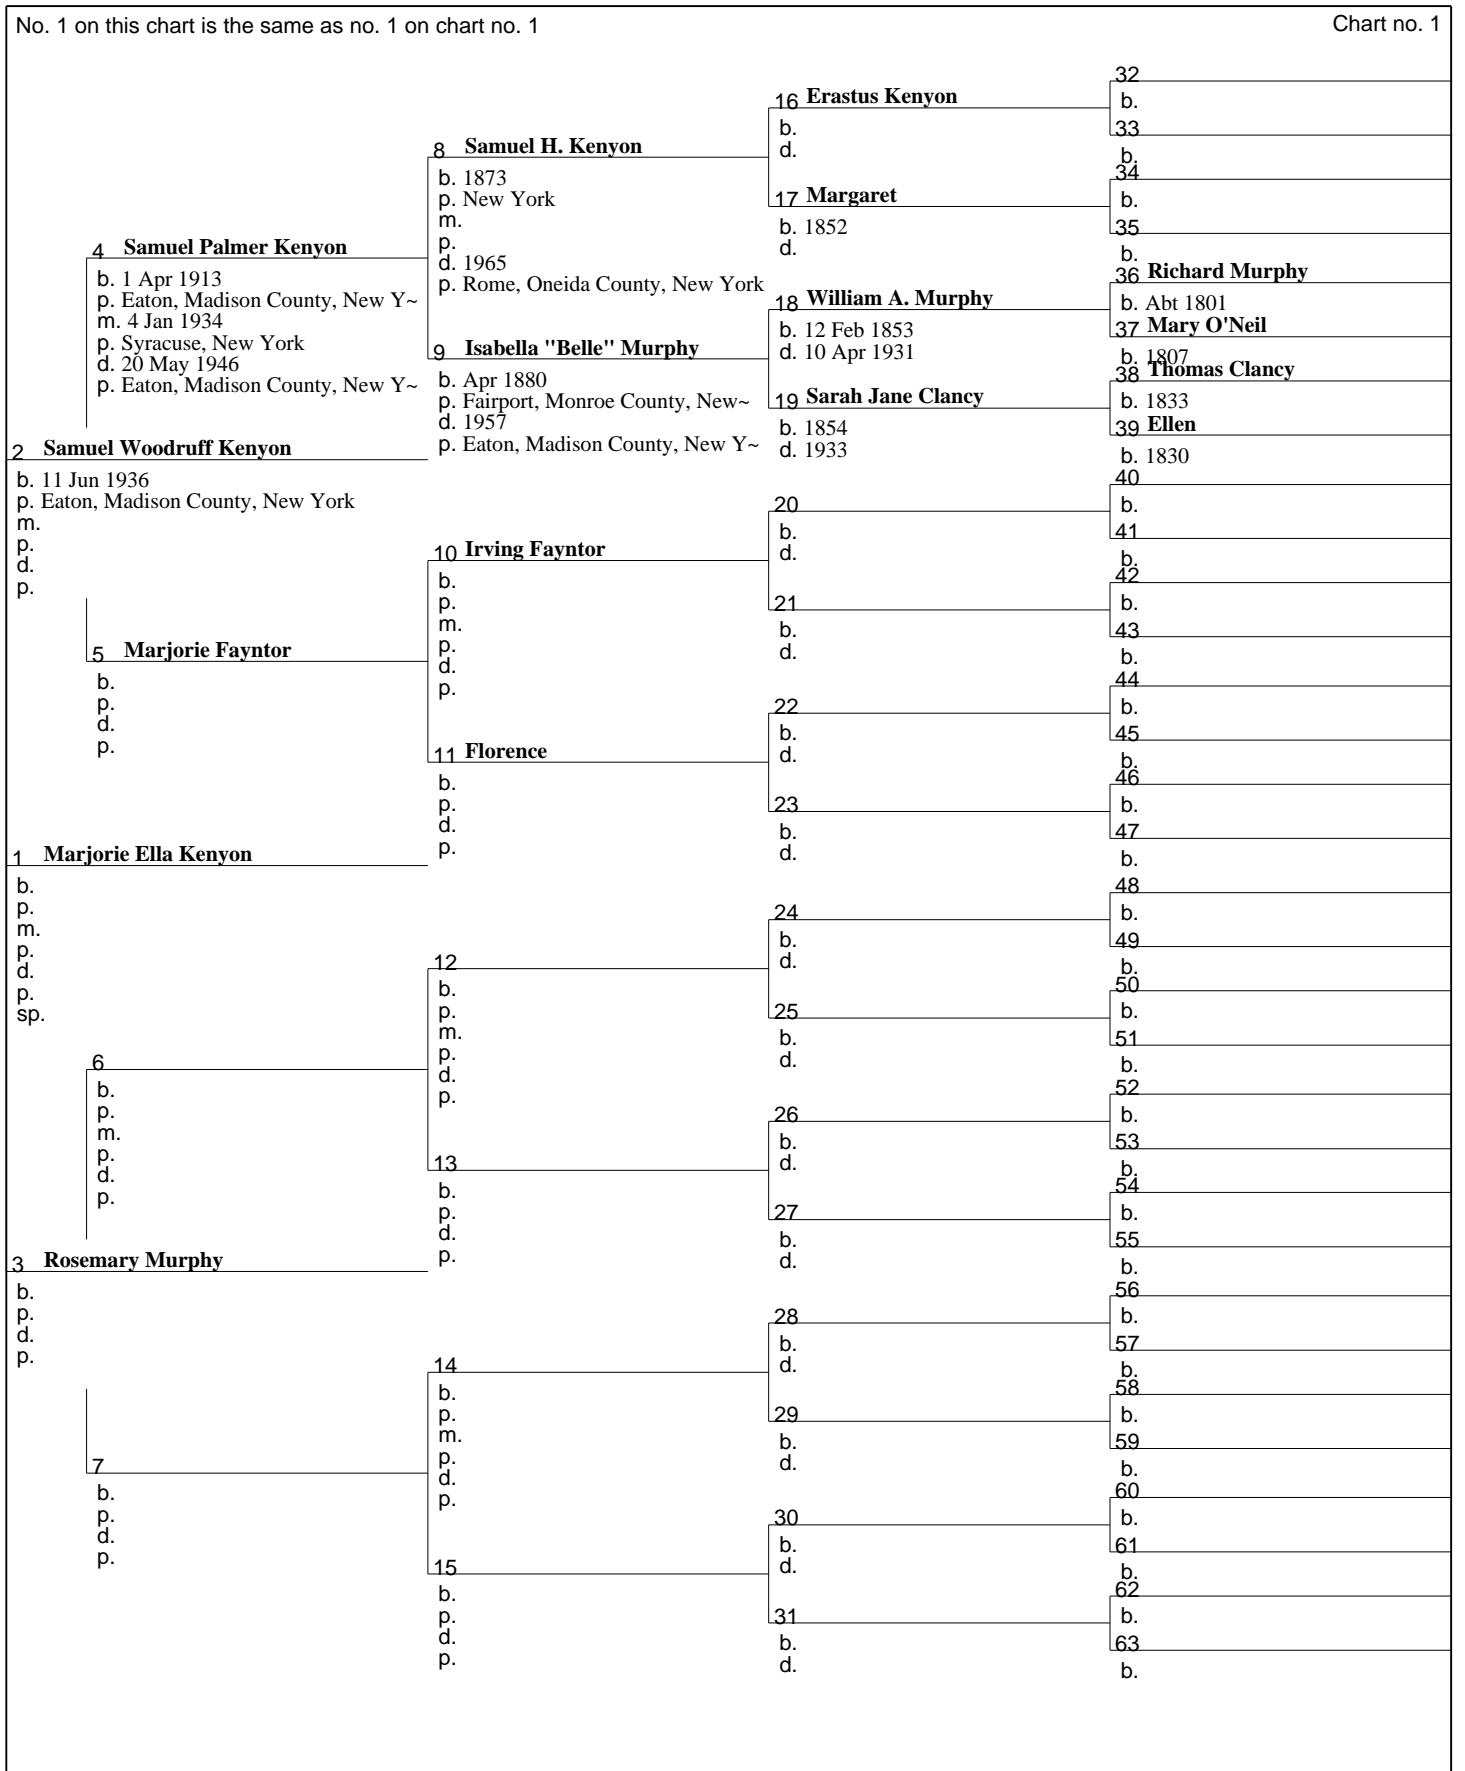 No. 1 on this chart is the same as no. 1 on chart no. 1
Chart no. 1
1 Marjorie Ella Kenyon
b.
p.
m.
p.
d.
p.
sp.
2 Samuel Woodruff Kenyon
b. 11 Jun 1936
p. Eaton, Madison County, New York
m.
p.
d.
p.
3 Rosemary Murphy
b.
p.
d.
p.
4 Samuel Palmer Kenyon
b. 1 Apr 1913
p. Eaton, Madison County, New Y~
m. 4 Jan 1934
p. Syracuse, New York
d. 20 May 1946
p. Eaton, Madison County, New Y~
5 Marjorie Fayntor
b.
p.
d.
p.
6
b.
p.
m.
p.
d.
p.
7
b.
p.
d.
p.
8 Samuel H. Kenyon
b. 1873
p. New York
m.
p.
d. 1965
p. Rome, Oneida County, New York
9 Isabella "Belle" Murphy
b. Apr 1880
p. Fairport, Monroe County, New~
d. 1957
p. Eaton, Madison County, New Y~
10 Irving Fayntor
b.
p.
m.
p.
d.
p.
11 Florence
b.
p.
d.
p.
12
b.
p.
m.
p.
d.
p.
13
b.
p.
d.
p.
14
b.
p.
m.
p.
d.
p.
15
b.
p.
d.
p.
16 Erastus Kenyon
b.
d.
17 Margaret
b. 1852
d.
18 William A. Murphy
b. 12 Feb 1853
d. 10 Apr 1931
19 Sarah Jane Clancy
b. 1854
d. 1933
20
b.
d.
21
b.
d.
22
b.
d.
23
b.
d.
24
b.
d.
25
b.
d.
26
b.
d.
27
b.
d.
28
b.
d.
29
b.
d.
30
b.
d.
31
b.
d.
32
b.
33
b.
34
b.
35
b.
36 Richard Murphy
b. Abt 1801
37 Mary O'Neil
b. 1807
38 Thomas Clancy
b. 1833
39 Ellen
b. 1830
40
b.
41
b.
42
b.
43
b.
44
b.
45
b.
46
b.
47
b.
48
b.
49
b.
50
b.
51
b.
52
b.
53
b.
54
b.
55
b.
56
b.
57
b.
58
b.
59
b.
60
b.
61
b.
62
b.
63
b.